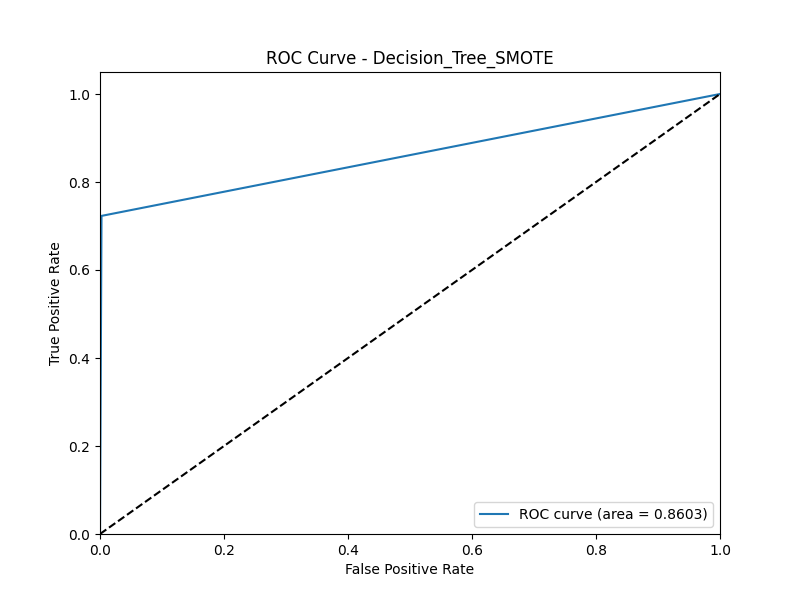 ROC Curve - Decision_Tree_SMOTE
True Positive Rate
1.0
0.8
0.6
0.4
0.2
0.0
ROC curve (area = 0.8603)
0.0 0.2 0.4 0.6 0.8 1.0
False Positive Rate